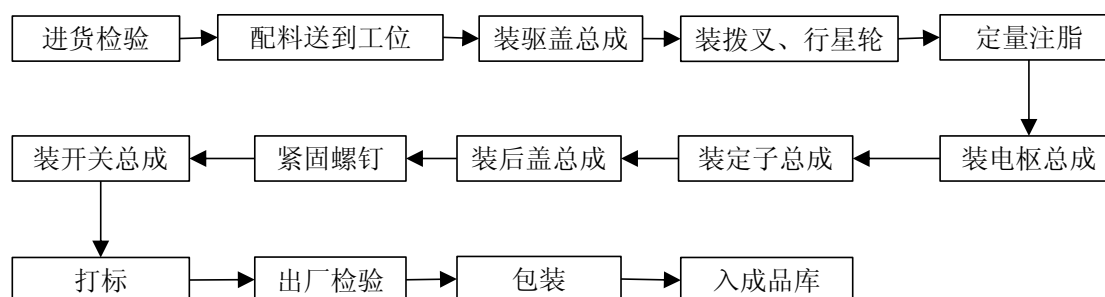 进货检验
配料送到工位
装驱盖总成
装拨叉、行星轮
定量注脂
装电枢总成
装定子总成
装后盖总成
紧固螺钉
装开关总成
打标
出厂检验
包装
入成品库